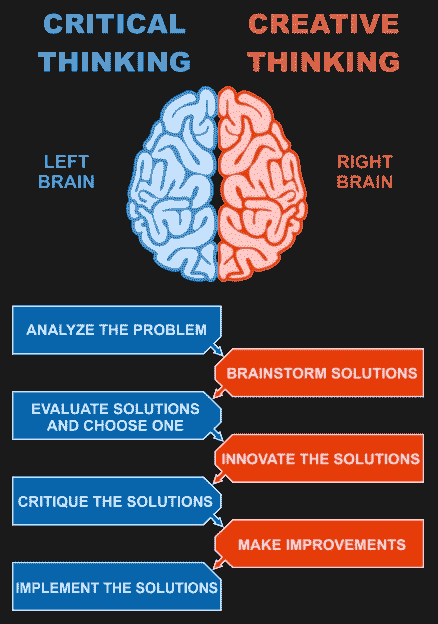 CRITICAL
THINKING
CREATIVE
THINKING
LEFT
BRAIN
RIGHT
BRAIN
ANALYZE THE PROBLEM
BRAINSTORM SOLUTIONS
EVALUATE SOLUTIONS
AND CHOOSE ONE
INNOVATE THE SOLUTIONS
CRITIQUE THE SOLUTIONS
MAKE IMPROVEMENTS
IMPLEMENT THE SOLUTIONS